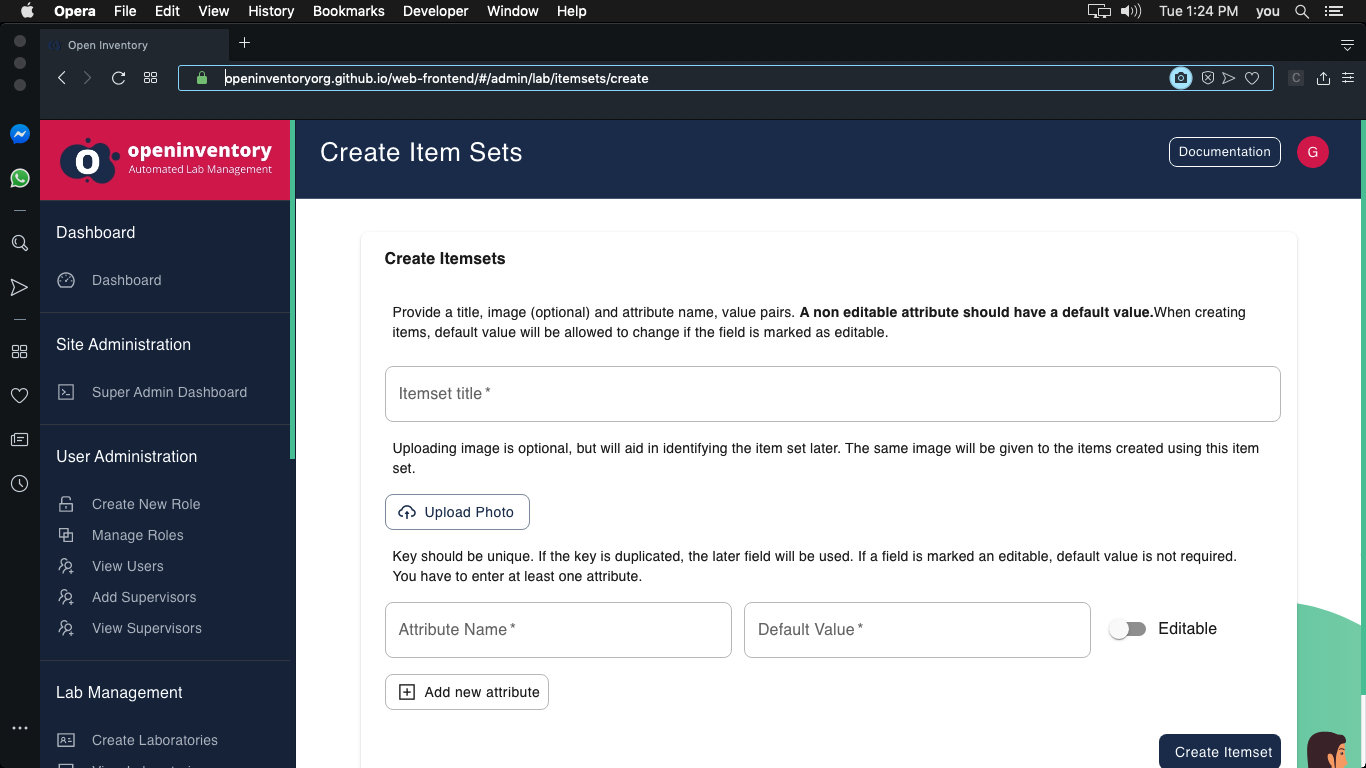 Opera File Edit View History Bookmarks Developer Window Help Tue 1:24 PM you
Open Inventory
openinventoryorg.github.io/web-frontend/#/admin/lab/itemsets/create
C
openinventory
Automated Lab Management
Create Item Sets
Documentation
G
Dashboard
Dashboard
Site Administration
Super Admin Dashboard
User Administration
Create New Role
Manage Roles
View Users
Add Supervisors
View Supervisors
Lab Management
Create Laboratories
Create Itemsets
Provide a title, image (optional) and attribute name, value pairs. A non editable attribute should have a default value.When creating
items, default value will be allowed to change if the field is marked as editable.
Itemset title *
Uploading image is optional, but will aid in identifying the item set later. The same image will be given to the items created using this item
set.
Upload Photo
Key should be unique. If the key is duplicated, the later field will be used. If a field is marked an editable, default value is not required.
You have to enter at least one attribute.
Attribute Name *
Default Value *
Editable
Add new attribute
Create Itemset